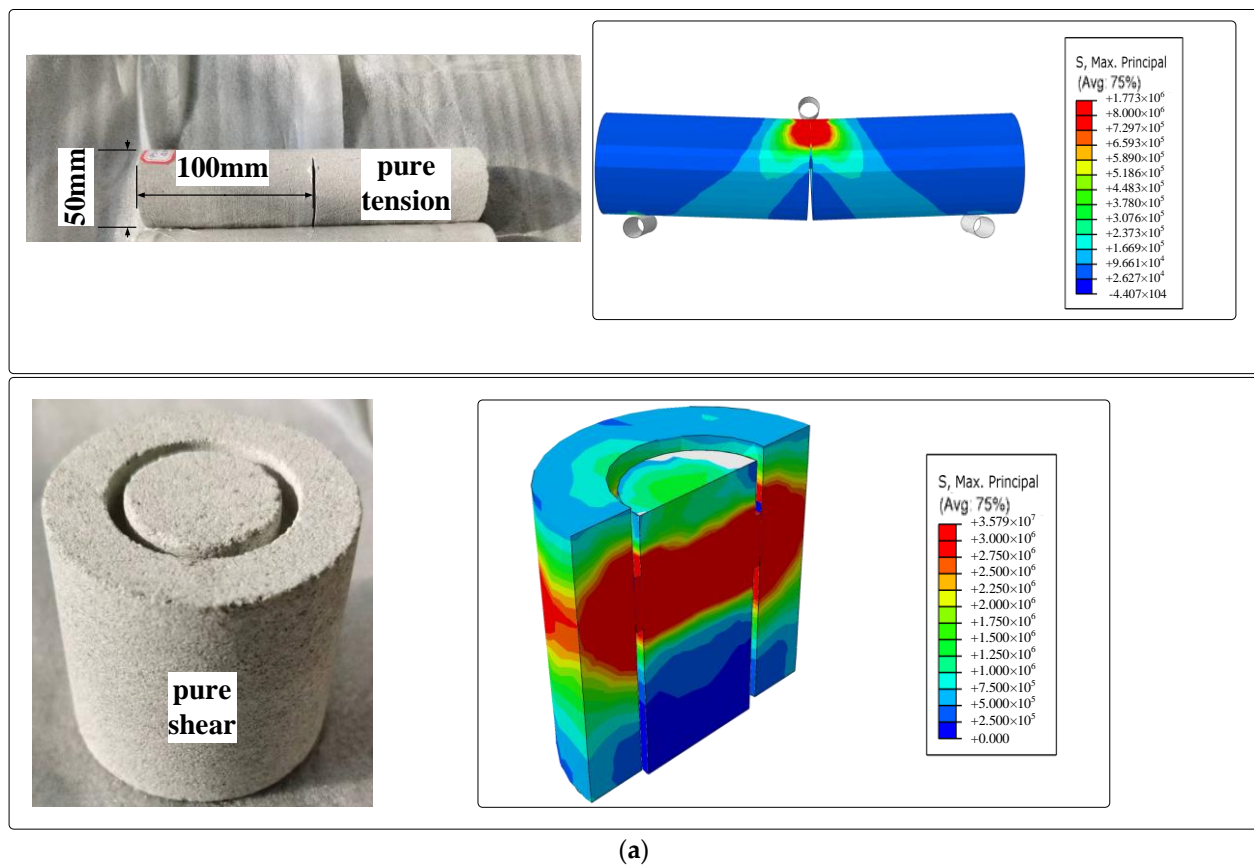 50mm
100mm
pure
tension
S, Max. Principal
(Avg: 75%)
+1.773×10⁶
+8.000×10⁶
+7.297×10⁵
+6.593×10⁵
+5.890×10⁵
+5.186×10⁵
+4.483×10⁵
+3.780×10⁵
+3.076×10⁵
+2.373×10⁵
+1.669×10⁵
+9.661×10⁴
+2.627×10⁴
-4.407×104
pure
shear
S, Max. Principal
(Avg: 75%)
+3.579×10⁷
+3.000×10⁶
+2.750×10⁶
+2.500×10⁶
+2.250×10⁶
+2.000×10⁶
+1.750×10⁶
+1.500×10⁶
+1.250×10⁶
+1.000×10⁶
+7.500×10⁵
+5.000×10⁵
+2.500×10⁵
+0.000
(a)